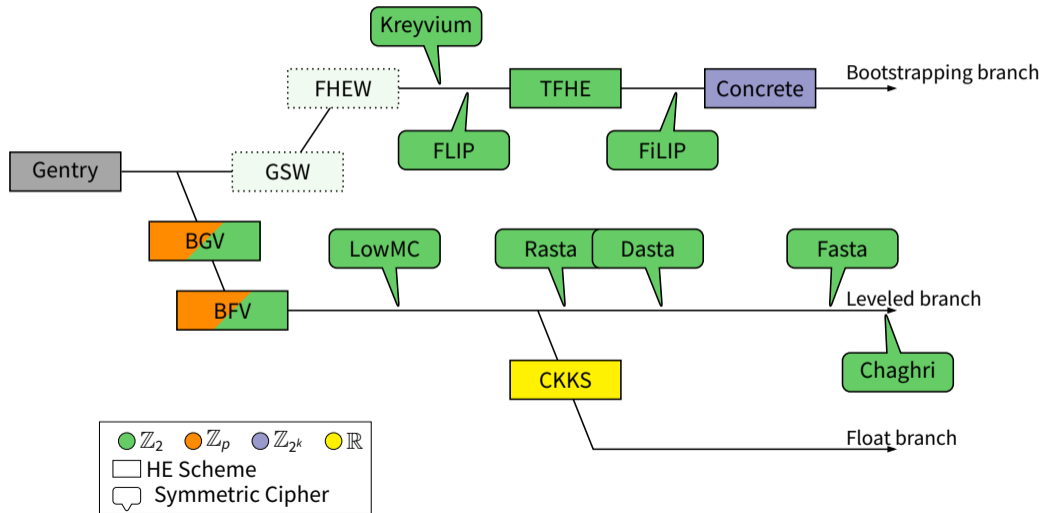 Kreyvium
FHEW
TFHE
Concrete
Bootstrapping branch
FLIP
FiLIP
Gentry
GSW
BGV
LowMC
Rasta
Dasta
Fasta
BFV
Leveled branch
Chaghri
CKKS
Float branch
ℤ₂ ℤₚ ℤ₂ᵏ ℝ
HE Scheme
Symmetric Cipher